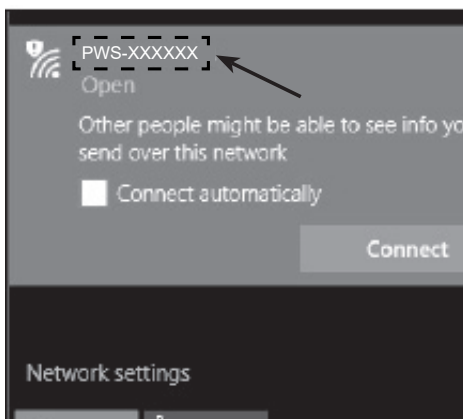 PWS-XXXXXX
Open
Other people might be able to see info yo
send over this network
Connect automatically
Connect
Network settings